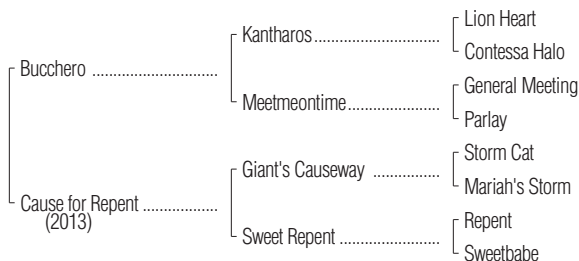 Lion Heart
Kantharos
Contessa Halo
Bucchero
General Meeting
Meetmeontime
Parlay
Storm Cat
Giant's Causeway
Mariah's Storm
Cause for Repent
(2013)
Repent
Sweet Repent
Sweetbabe